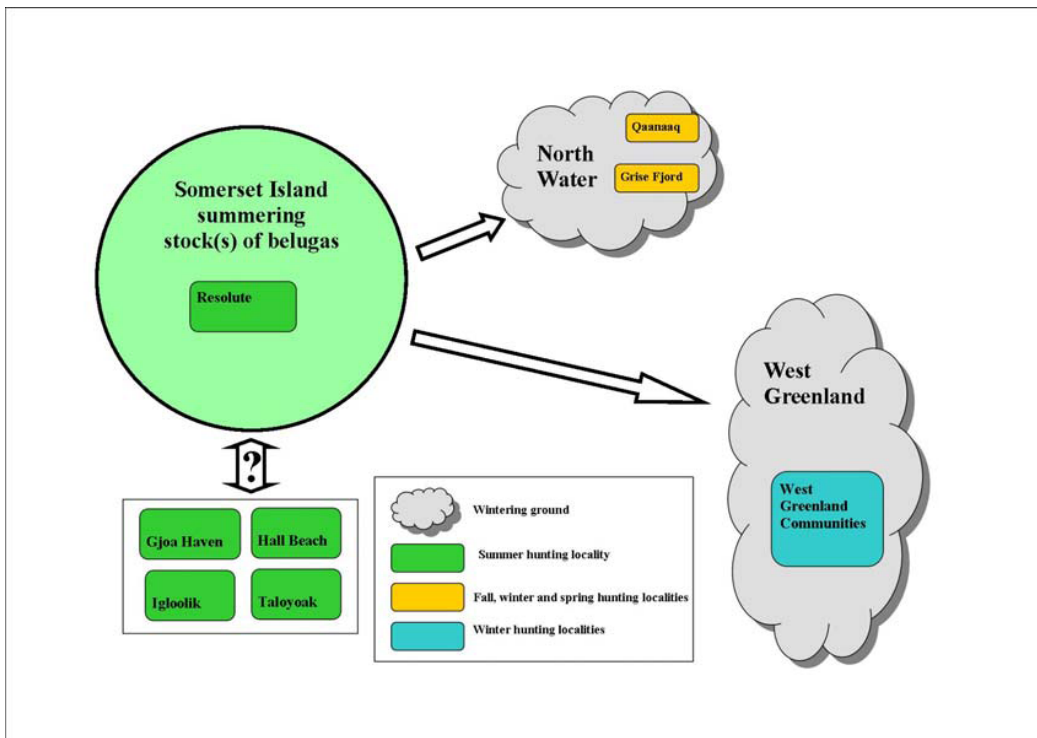 Somerset Island
summering
stock(s) of belugas
Resolute
North
Water
Qaanaaq
Grise Fjord
West
Greenland
West
Greenland
Communities
?
Gjoa Haven
Hall Beach
Igloolik
Taloyoak
Wintering ground
Summer hunting locality
Fall, winter and spring hunting localities
Winter hunting localities